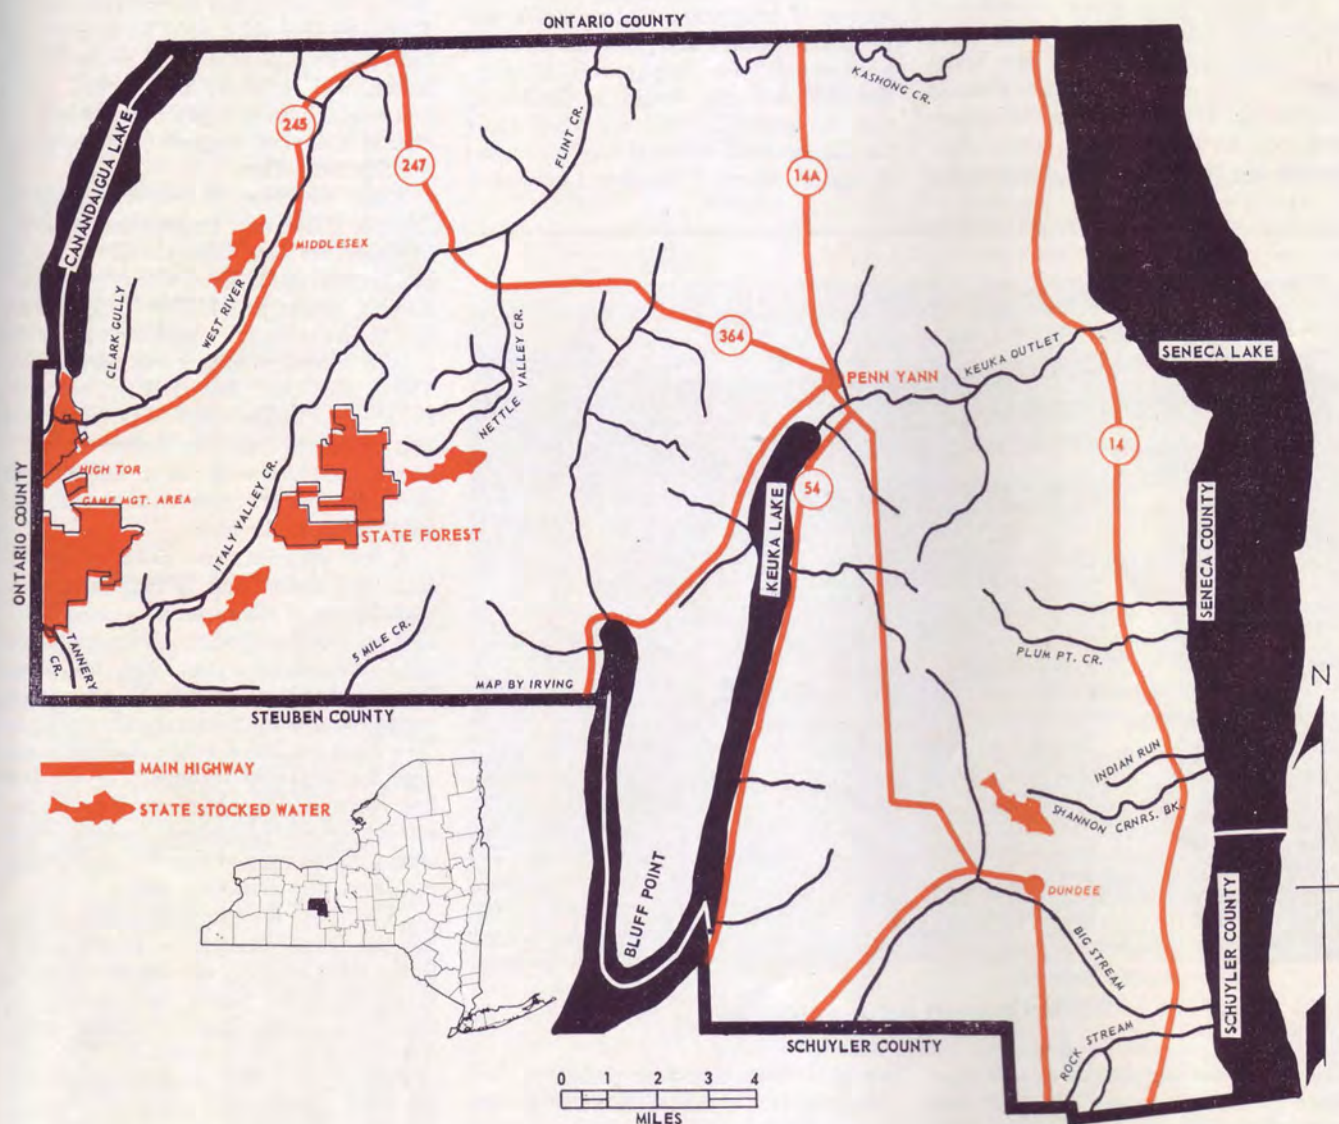 ONTARIO COUNTY
CANANDAIGUA LAKE
245
247
FLINT CR.
14A
KASHONG CR.
MIDDLESEX
CLARK GULLY
WEST RIVER
364
PENN YANN
KEUKA OUTLET
SENECA LAKE
NETTLE VALLEY CR.
14
HIGH TOR
GAME MGT. AREA
ONTARIO COUNTY
ITALY VALLEY CR.
STATE FOREST
54
KEUKA LAKE
SENECA COUNTY
TANNERY
CR.
5 MILE CR.
PLUM PT. CR.
MAP BY IRVING
STEUBEN COUNTY
N
MAIN HIGHWAY
STATE STOCKED WATER
INDIAN RUN
SHANNON CRNRS. BK.
BLUFF POINT
DUNDEE
BIG STREAM
SCHUYLER COUNTY
ROCK STREAM
SCHUYLER COUNTY
0 1 2 3 4
MILES